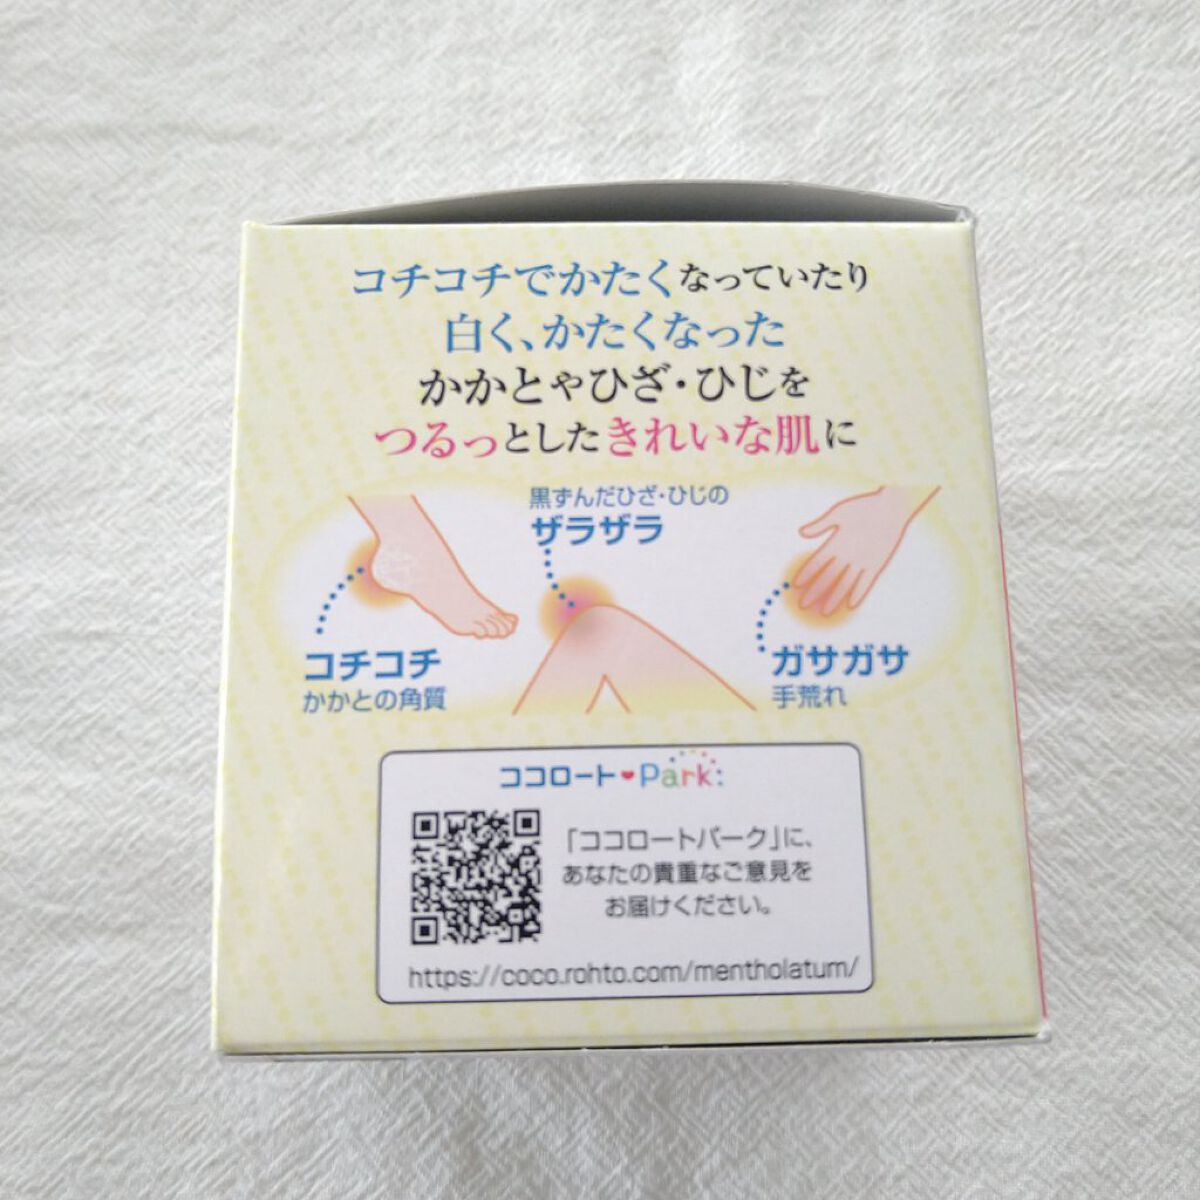 コチコチでかたくなっていたり
白く、かたくなった
かかとやひざ・ひじを
つるっとしたきれいな肌に
黒ずんだひざ・ひじの
ザラザラ
コチコチ
かかとの角質
ガサガサ
手荒れ
ココロート♥Park:
「ココロートパーク」に、
あなたの貴重なご意見を
お届けください。
https://coco.rohto.com/mentholatum/